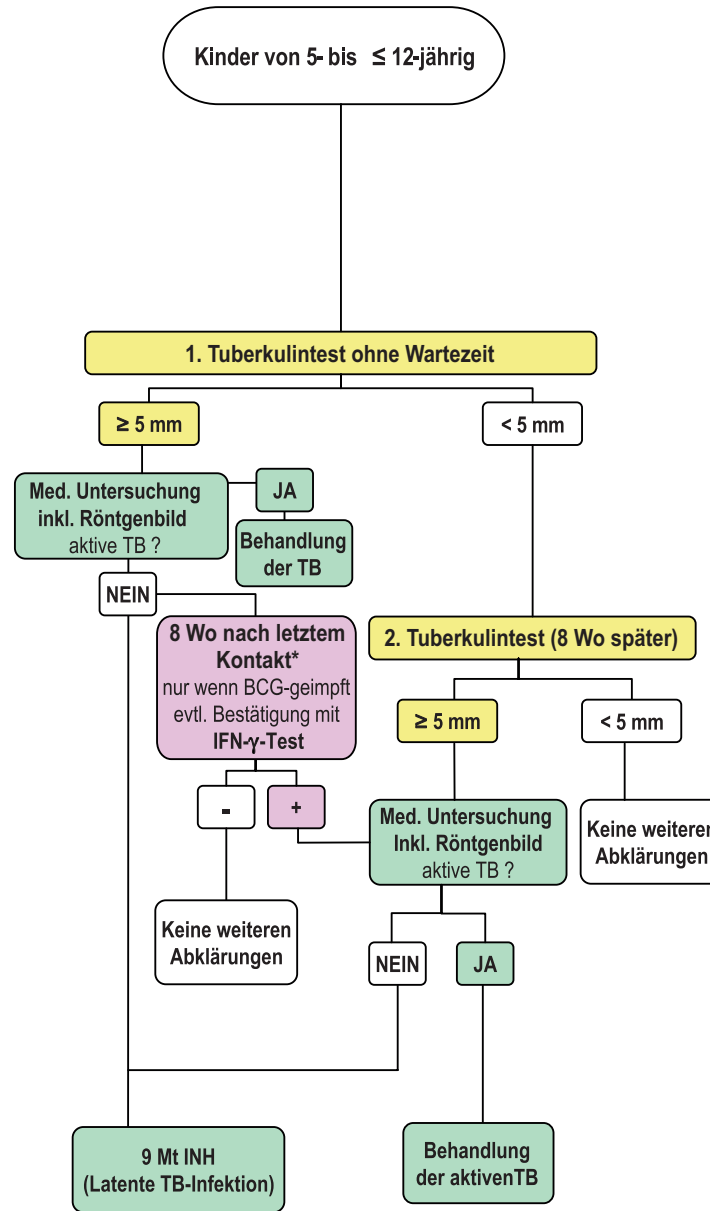 Kinder von 5- bis ≤ 12-jährig
1. Tuberkulintest ohne Wartezeit
≥ 5 mm
< 5 mm
Med. Untersuchung
inkl. Röntgenbild
aktive TB ?
JA
Behandlung
der TB
NEIN
8 Wo nach letztem
Kontakt*
nur wenn BCG-geimpft
evtl. Bestätigung mit
IFN-γ-Test
2. Tuberkulintest (8 Wo später)
≥ 5 mm
< 5 mm
-
+
Med. Untersuchung
Inkl. Röntgenbild
aktive TB ?
Keine weiteren
Abklärungen
Keine weiteren
Abklärungen
NEIN
JA
9 Mt INH
(Latente TB-Infektion)
Behandlung
der aktivenTB